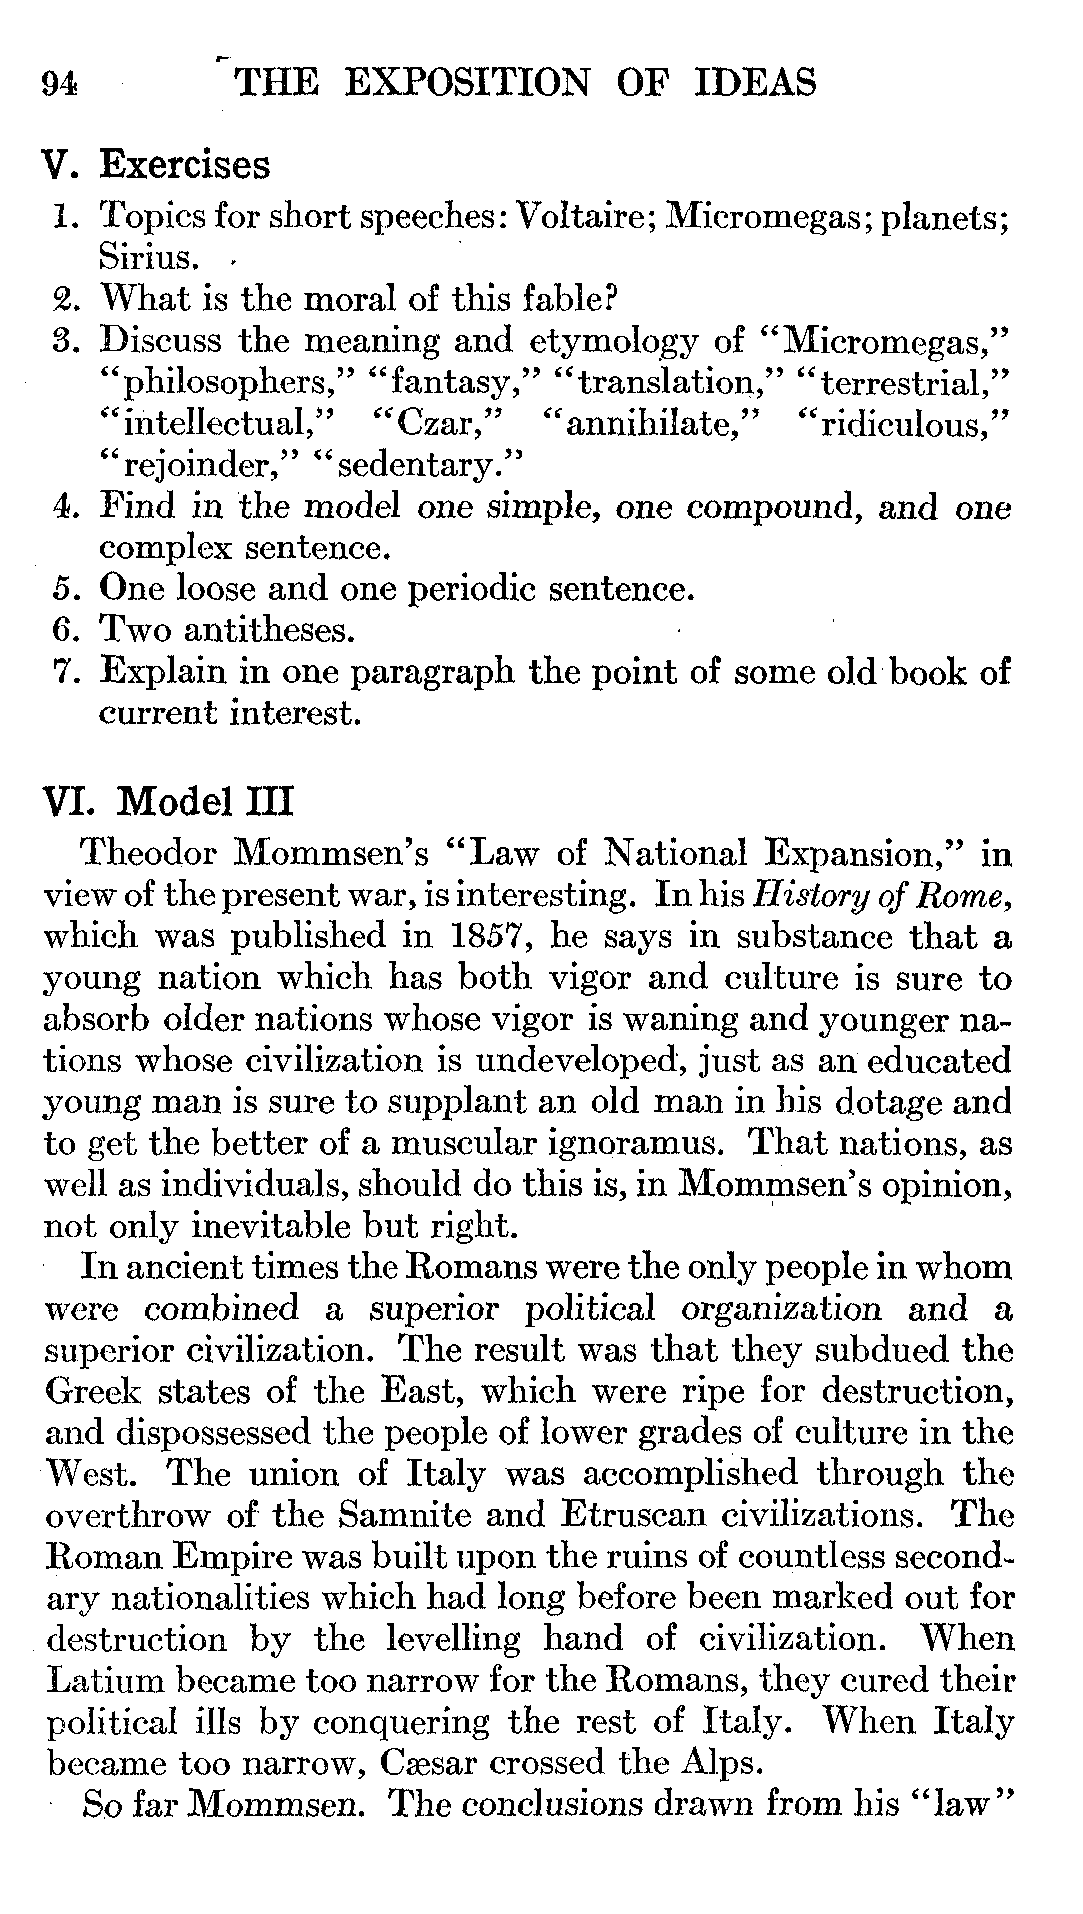 94 THE EXPOSITION OF IDEAS
V. Exercises
1. Topics for short speeches: Voltaire; Micromegas; planets;
Sirius.
2. What is the moral of this fable?
3. Discuss the meaning and etymology of “Micromegas,”
“philosophers,” “fantasy,” “translation,” “terrestrial,”
“intellectual,” “Czar,” “annihilate,” “ridiculous,”
“rejoinder,” “sedentary.”
4. Find in the model one simple, one compound, and one
complex sentence.
5. One loose and one periodic sentence.
6. Two antitheses.
7. Explain in one paragraph the point of some old book of
current interest.
VI. Model III
Theodor Mommsen’s “Law of National Expansion,” in
view of the present war, is interesting. In his History of Rome,
which was published in 1857, he says in substance that a
young nation which has both vigor and culture is sure to
absorb older nations whose vigor is waning and younger na-
tions whose civilization is undeveloped, just as an educated
young man is sure to supplant an old man in his dotage and
to get the better of a muscular ignoramus. That nations, as
well as individuals, should do this is, in Mommsen’s opinion,
not only inevitable but right.
In ancient times the Romans were the only people in whom
were combined a superior political organization and a
superior civilization. The result was that they subdued the
Greek states of the East, which were ripe for destruction,
and dispossessed the people of lower grades of culture in the
West. The union of Italy was accomplished through the
overthrow of the Samnite and Etruscan civilizations. The
Roman Empire was built upon the ruins of countless second-
ary nationalities which had long before been marked out for
destruction by the levelling hand of civilization. When
Latium became too narrow for the Romans, they cured their
political ills by conquering the rest of Italy. When Italy
became too narrow, Cæsar crossed the Alps.
So far Mommsen. The conclusions drawn from his “law”